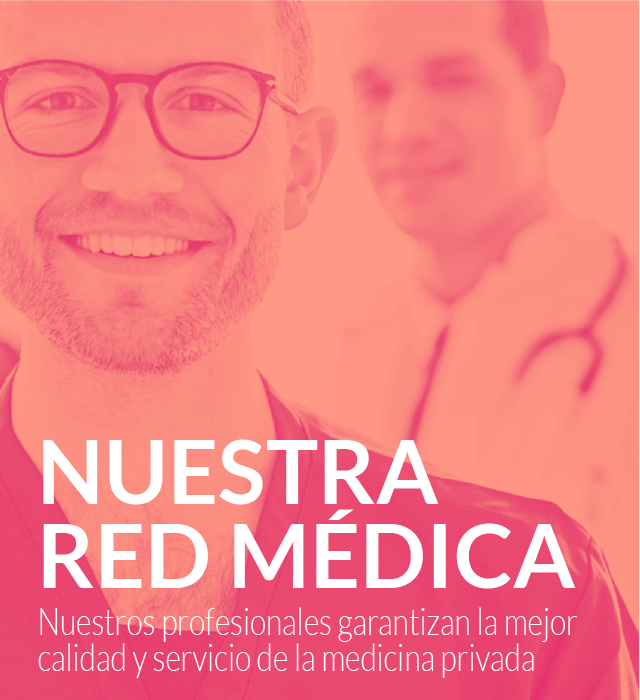 NUESTRA
RED MÉDICA
Nuestros profesionales garantizan la mejor
calidad y servicio de la medicina privada